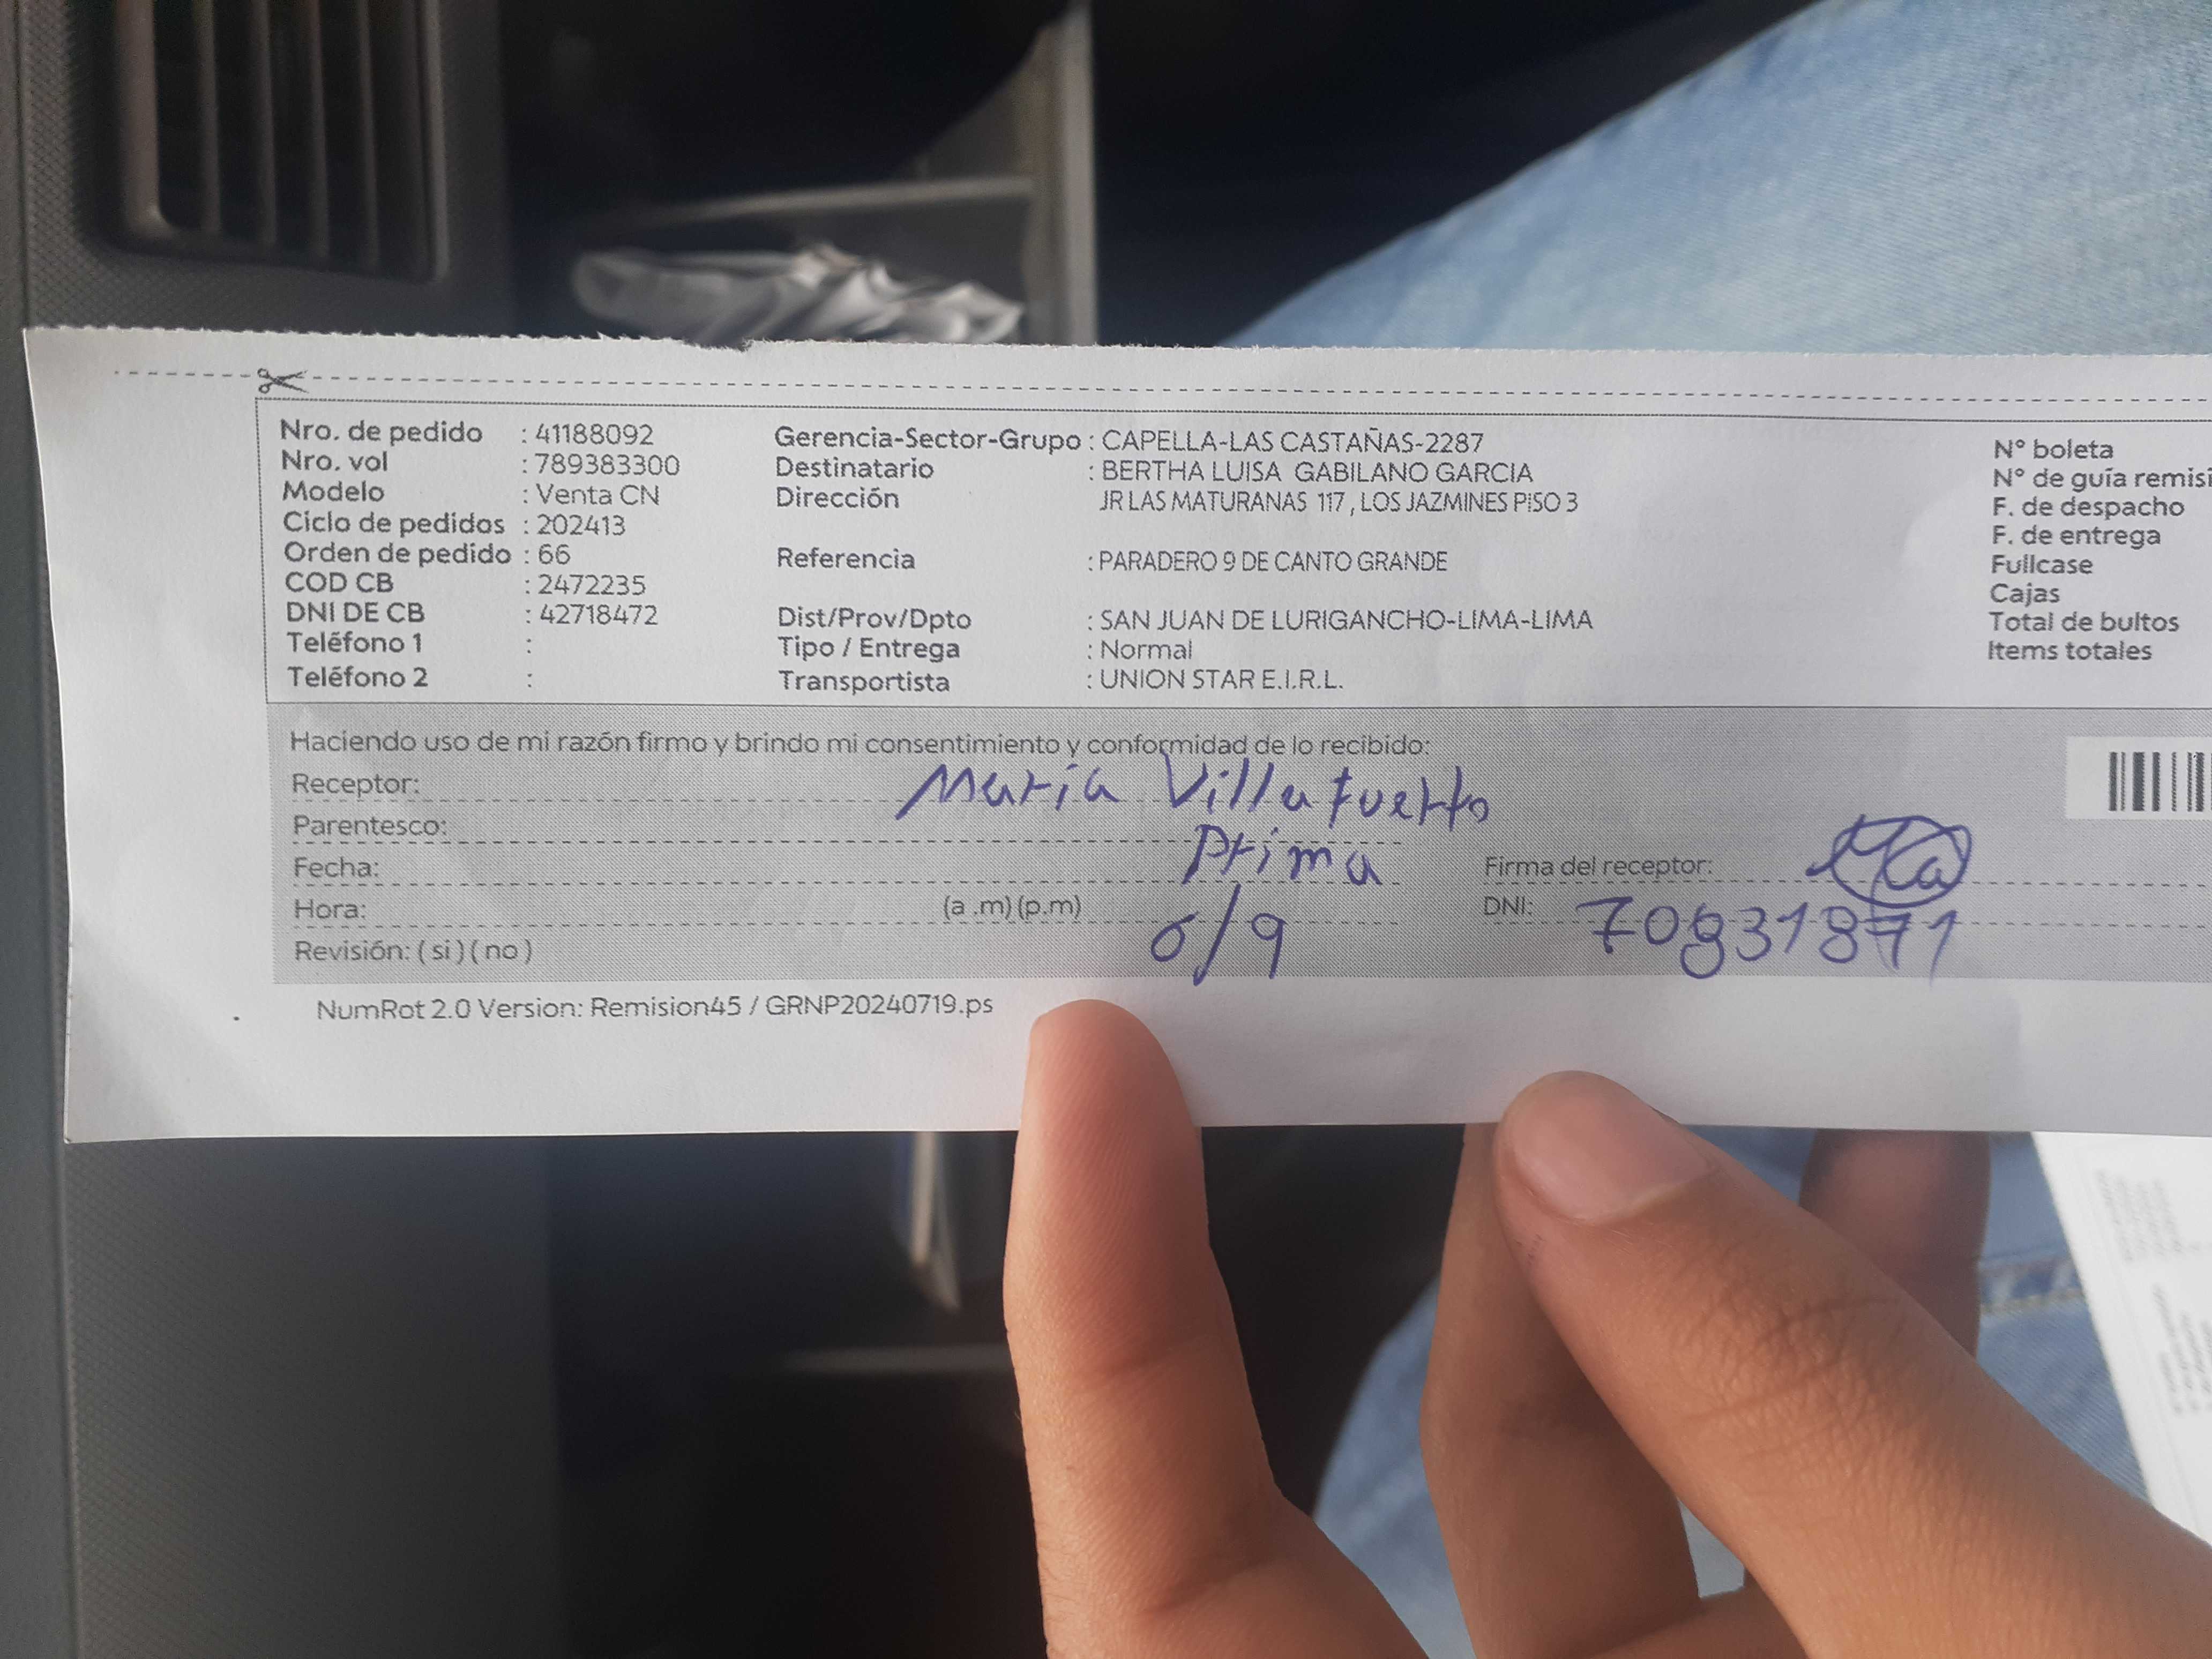 Nro. de pedido : 41188092
Nro. vol : 789383300
Modelo : Venta CN
Ciclo de pedidos : 202413
Orden de pedido : 66
COD CB : 2472235
DNI DE CB : 42718472
Teléfono 1 :
Teléfono 2 :
Gerencia-Sector-Grupo : CAPELLA-LAS CASTAÑAS-2287
Destinatario : BERTHA LUISA GABILANO GARCIA
Dirección JR LAS MATURANAS 117 , LOS JAZMINES PISO 3
Referencia : PARADERO 9 DE CANTO GRANDE
Dist/Prov/Dpto : SAN JUAN DE LURIGANCHO-LIMA-LIMA
Tipo / Entrega : Normal
Transportista : UNION STAR E.I.R.L.
N° boleta
N° de guía remisi
F. de despacho
F. de entrega
Fullcase
Cajas
Total de bultos
Items totales
Haciendo uso de mi razón firmo y brindo mi consentimiento y conformidad de lo recibido:
Receptor: María Villafuerto
Parentesco: Prima
Fecha:
Hora: (a .m) (p.m) 6/9
Revisión: ( si ) ( no )
Firma del receptor:
DNI: 70831871
NumRot 2.0 Version: Remision45 / GRNP20240719.ps